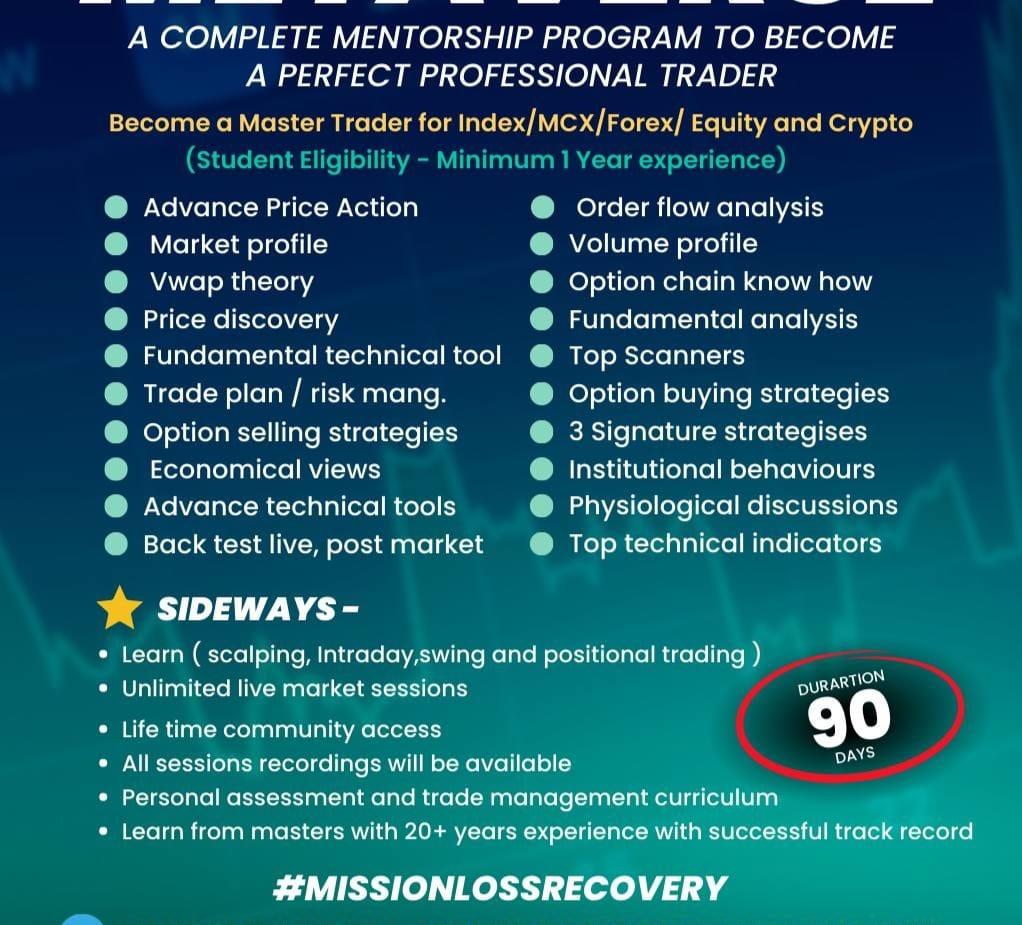 A COMPLETE MENTORSHIP PROGRAM TO BECOME
A PERFECT PROFESSIONAL TRADER
Become a Master Trader for Index/MCX/Forex/ Equity and Crypto
(Student Eligibility - Minimum 1 Year experience)
Advance Price Action
Market profile
Vwap theory
Price discovery
Fundamental technical tool
Trade plan / risk mang.
Option selling strategies
Economical views
Advance technical tools
Back test live, post market
Order flow analysis
Volume profile
Option chain know how
Fundamental analysis
Top Scanners
Option buying strategies
3 Signature strategises
Institutional behaviours
Physiological discussions
Top technical indicators
SIDEWAYS -
• Learn ( scalping, Intraday,swing and positional trading )
• Unlimited live market sessions
• Life time community access
• All sessions recordings will be available
• Personal assessment and trade management curriculum
• Learn from masters with 20+ years experience with successful track record
DURARTION
90
DAYS
#MISSIONLOSSRECOVERY